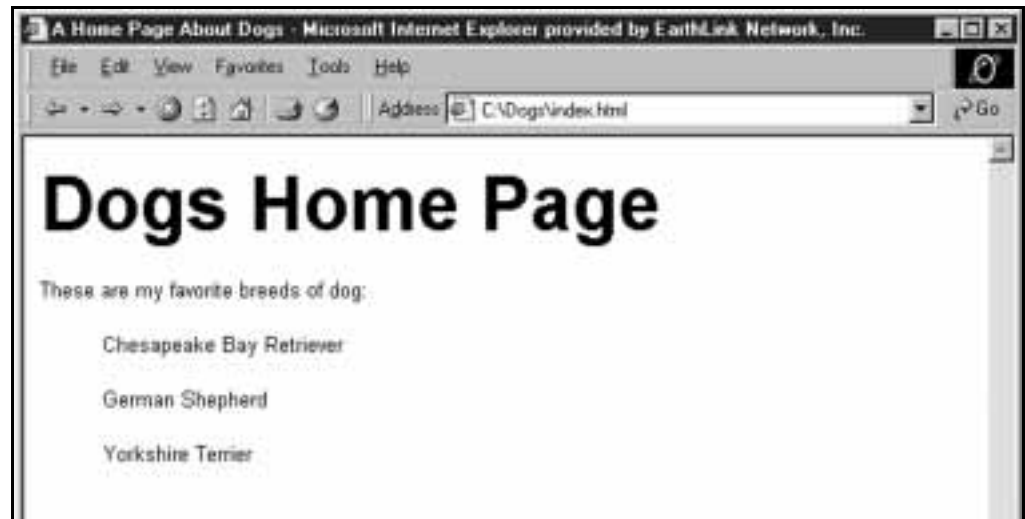 A Home Page About Dogs - Microsoft Internet Explorer provided by EarthLink Network, Inc.
File Edit View Favorites Tools Help
Address C:\Dogs\index.html Go
Dogs Home Page
These are my favorite breeds of dog:
Chesapeake Bay Retriever
German Shepherd
Yorkshire Terrier